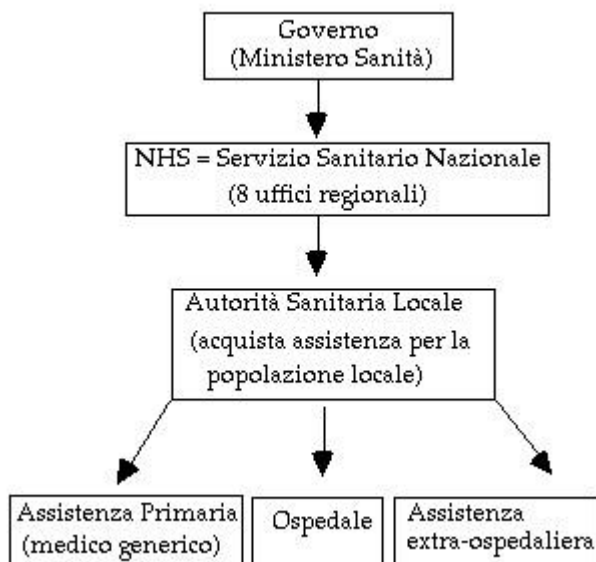 Governo
(Ministero Sanità)
NHS = Servizio Sanitario Nazionale
(8 uffici regionali)
Autorità Sanitaria Locale
(acquista assistenza per la
popolazione locale)
Assistenza Primaria
(medico generico)
Ospedale
Assistenza
extra-ospedaliera